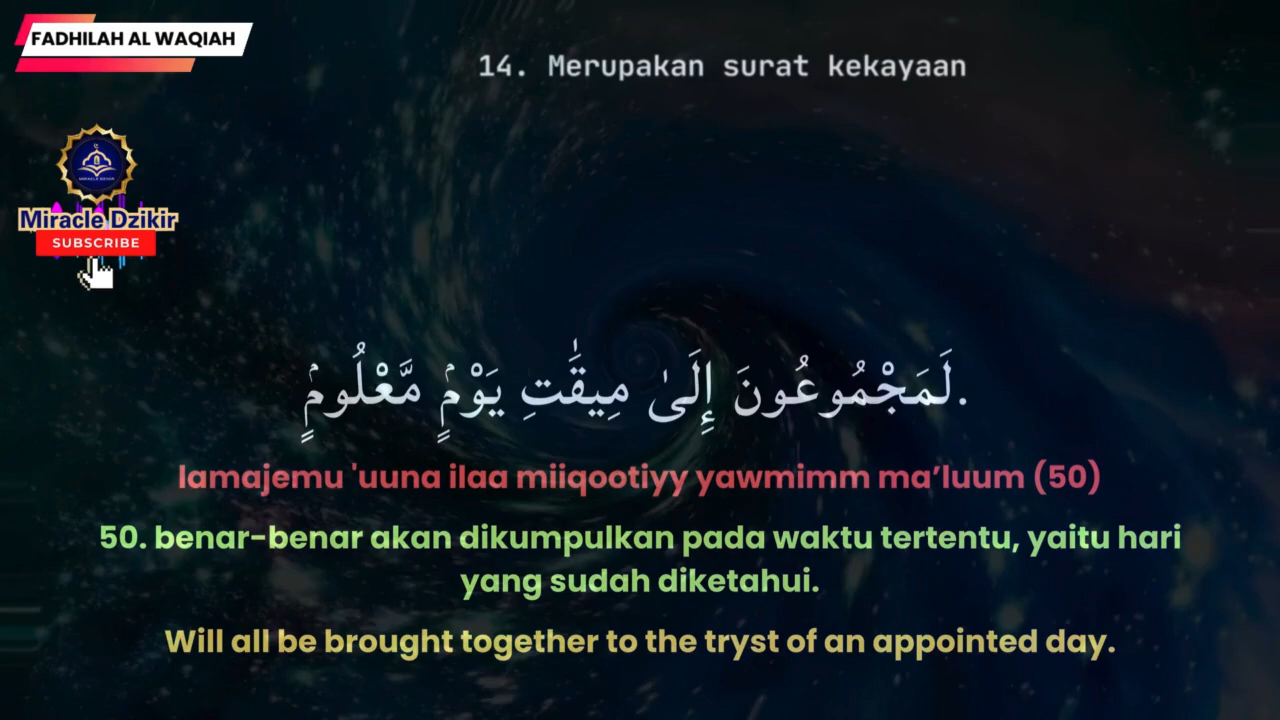 FADHILAH AL WAQIAH
14. Merupakan surat kekayaan
Miracle Dzikir
SUBSCRIBE
لَمَجْمُوعُونَ إِلَىٰ مِيقَٰتِ يَوْمٍۢ مَّعْلُومٍۢ.
lamajemu 'uuna ilaa miiqootiyy yawmimm ma’luum (50)
50. benar-benar akan dikumpulkan pada waktu tertentu, yaitu hari
yang sudah diketahui.
Will all be brought together to the tryst of an appointed day.